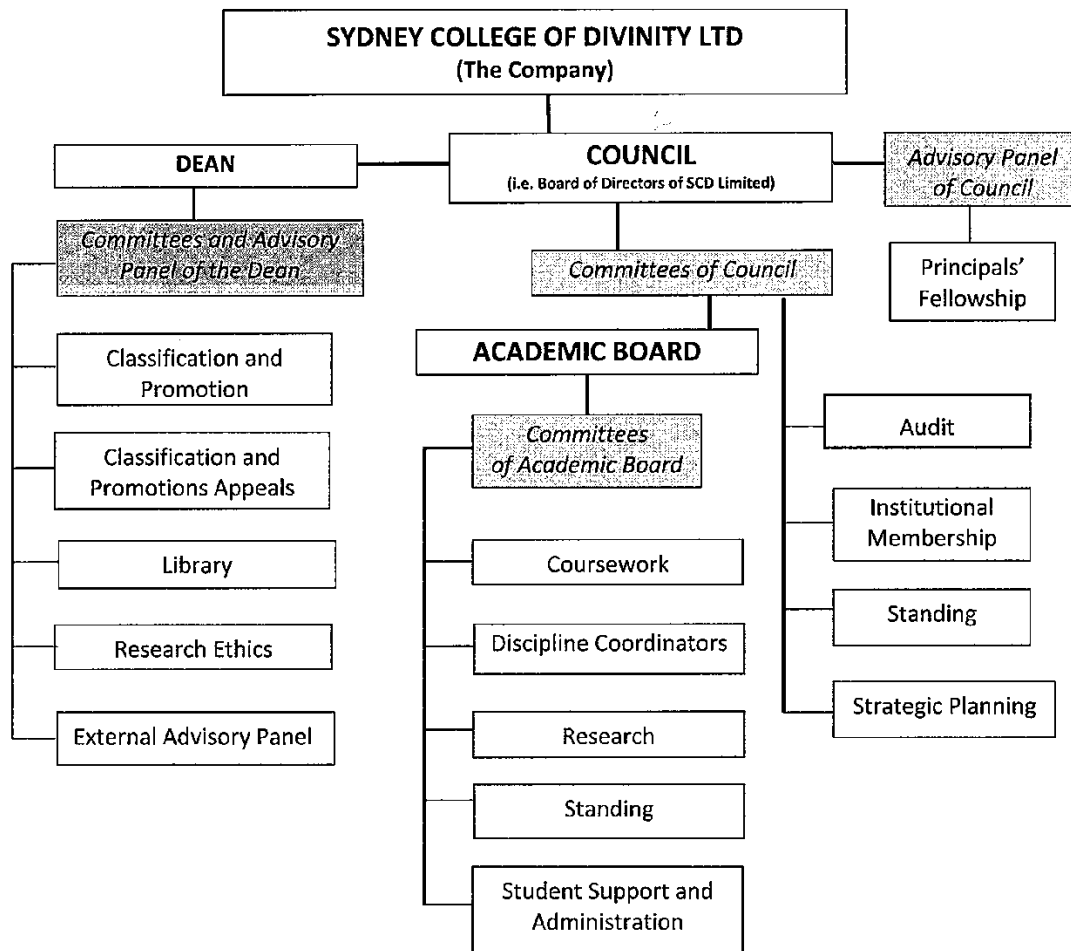 SYDNEY COLLEGE OF DIVINITY LTD
(The Company)
DEAN
COUNCIL
(i.e. Board of Directors of SCD Limited)
Advisory Panel
of Council
Committees and Advisory
Panel of the Dean
Committees of Council
Principals'
Fellowship
Classification and
Promotion
ACADEMIC BOARD
Committees
of Academic Board
Audit
Classification and
Promotions Appeals
Institutional
Membership
Library
Coursework
Standing
Research Ethics
Discipline Coordinators
Strategic Planning
External Advisory Panel
Research
Standing
Student Support and
Administration